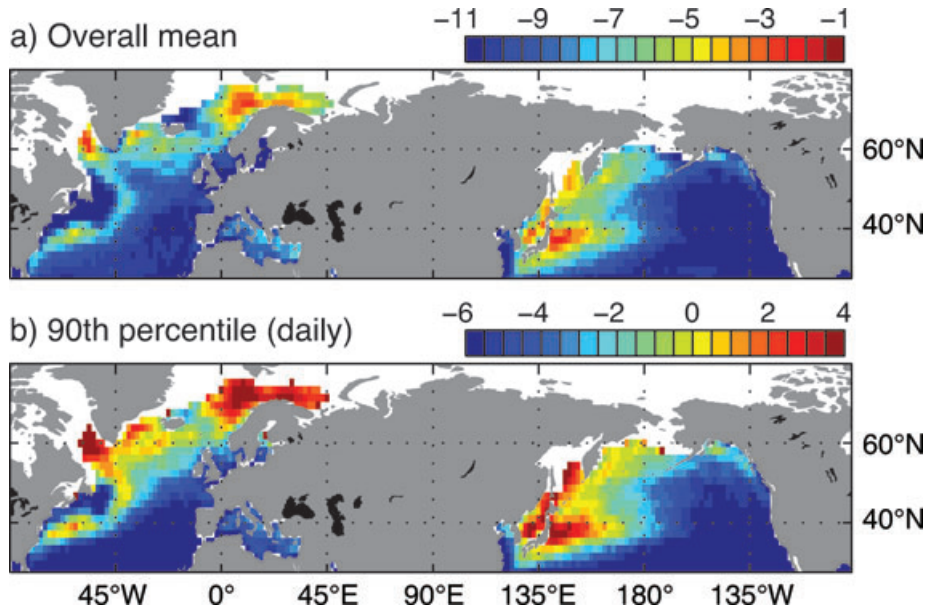 −11 −9 −7 −5 −3 −1
a) Overall mean
60°N
40°N
−6 −4 −2 0 2 4
b) 90th percentile (daily)
60°N
40°N
45°W 0° 45°E 90°E 135°E 180° 135°W